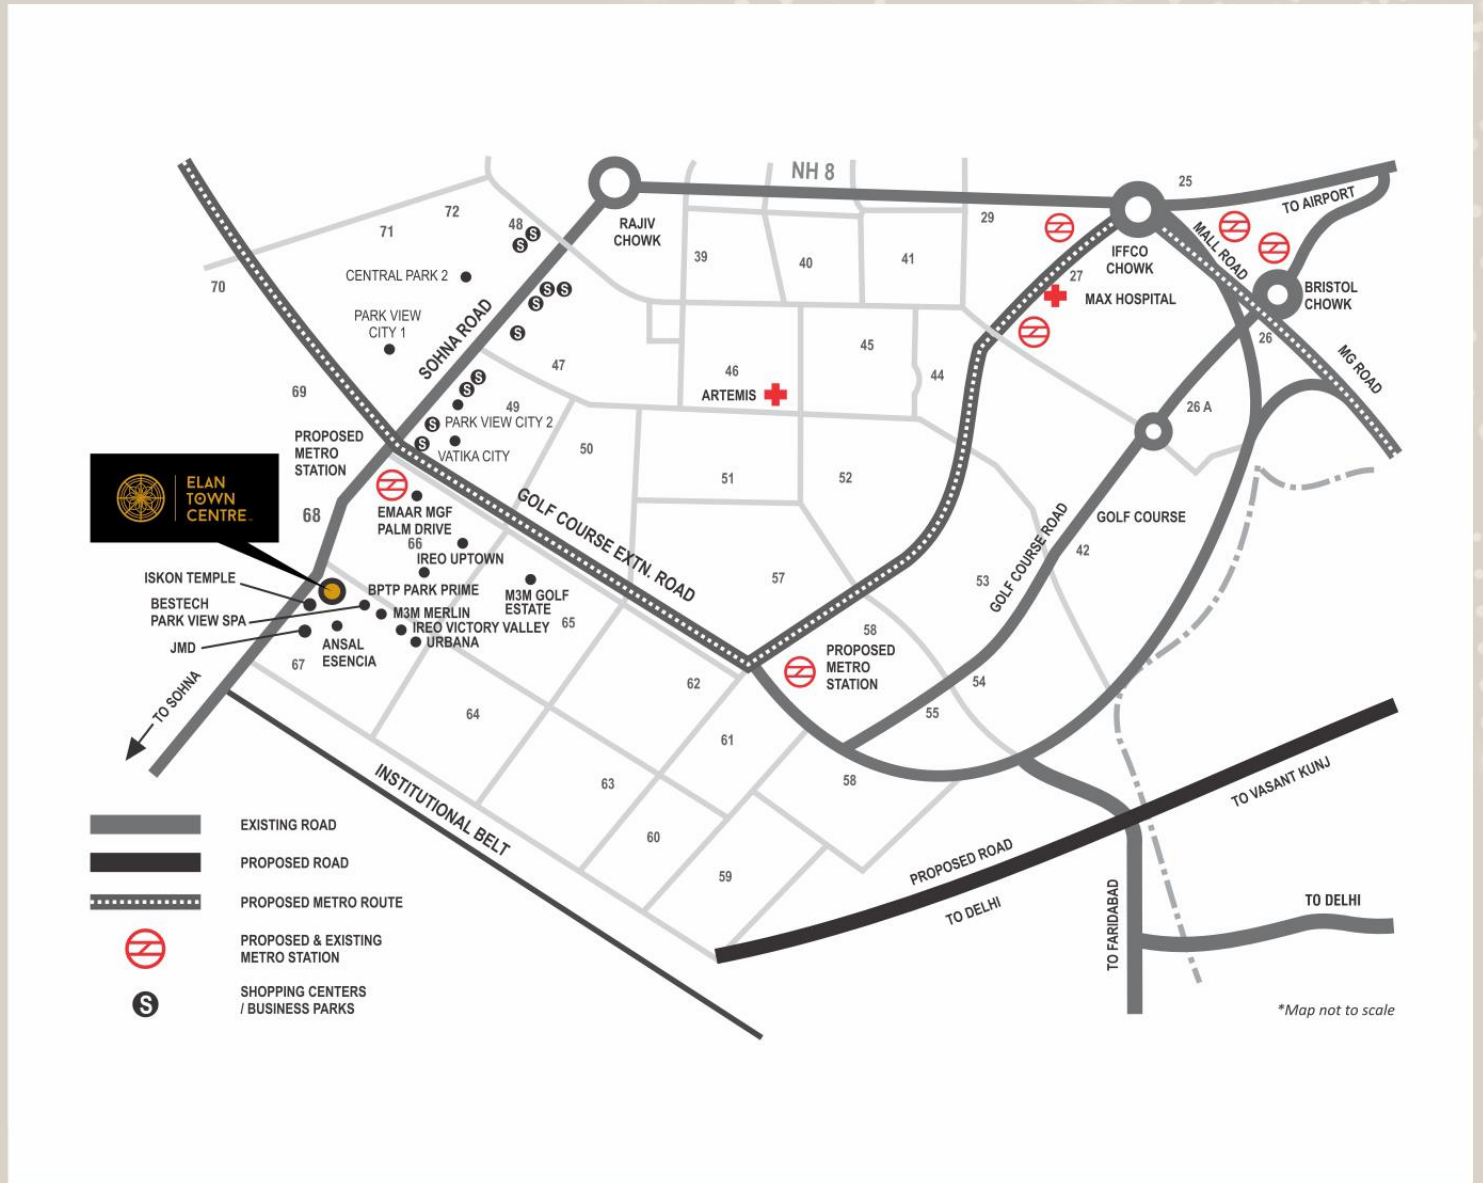 NH 8
25
TO AIRPORT
72
71
48
RAJIV
CHOWK
29
MALL ROAD
IFFCO
CHOWK
39
40
41
27
CENTRAL PARK 2
70
MAX HOSPITAL
BRISTOL
CHOWK
PARK VIEW
CITY 1
SOHNA ROAD
26
MG ROAD
47
45
46
44
ARTEMIS
69
49
26 A
PARK VIEW CITY 2
PROPOSED
METRO
STATION
VATIKA CITY
50
51
52
ELAN
TOWN
CENTRE
68
EMAAR MGF
PALM DRIVE
66
GOLF COURSE EXTN. ROAD
GOLF COURSE
GOLF COURSE ROAD
42
IREO UPTOWN
ISKON TEMPLE
BPTP PARK PRIME
57
53
BESTECH
PARK VIEW SPA
M3M GOLF
ESTATE
M3M MERLIN
IREO VICTORY VALLEY
65
URBANA
58
JMD
ANSAL
ESENCIA
67
PROPOSED
METRO
STATION
62
54
TO SOHNA
64
55
61
63
58
INSTITUTIONAL BELT
TO VASANT KUNJ
60
59
PROPOSED ROAD
TO DELHI
TO DELHI
TO FARIDABAD
EXISTING ROAD
PROPOSED ROAD
PROPOSED METRO ROUTE
PROPOSED & EXISTING
METRO STATION
S
SHOPPING CENTERS
/ BUSINESS PARKS
*Map not to scale